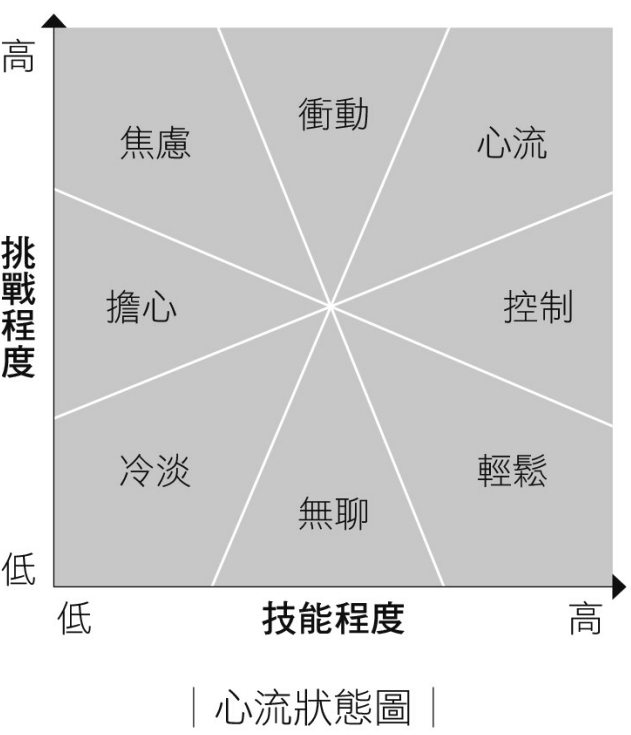 高
衝動
焦慮
心流
挑戰程度
擔心
控制
冷淡
輕鬆
無聊
低
低
技能程度
高
｜心流狀態圖｜